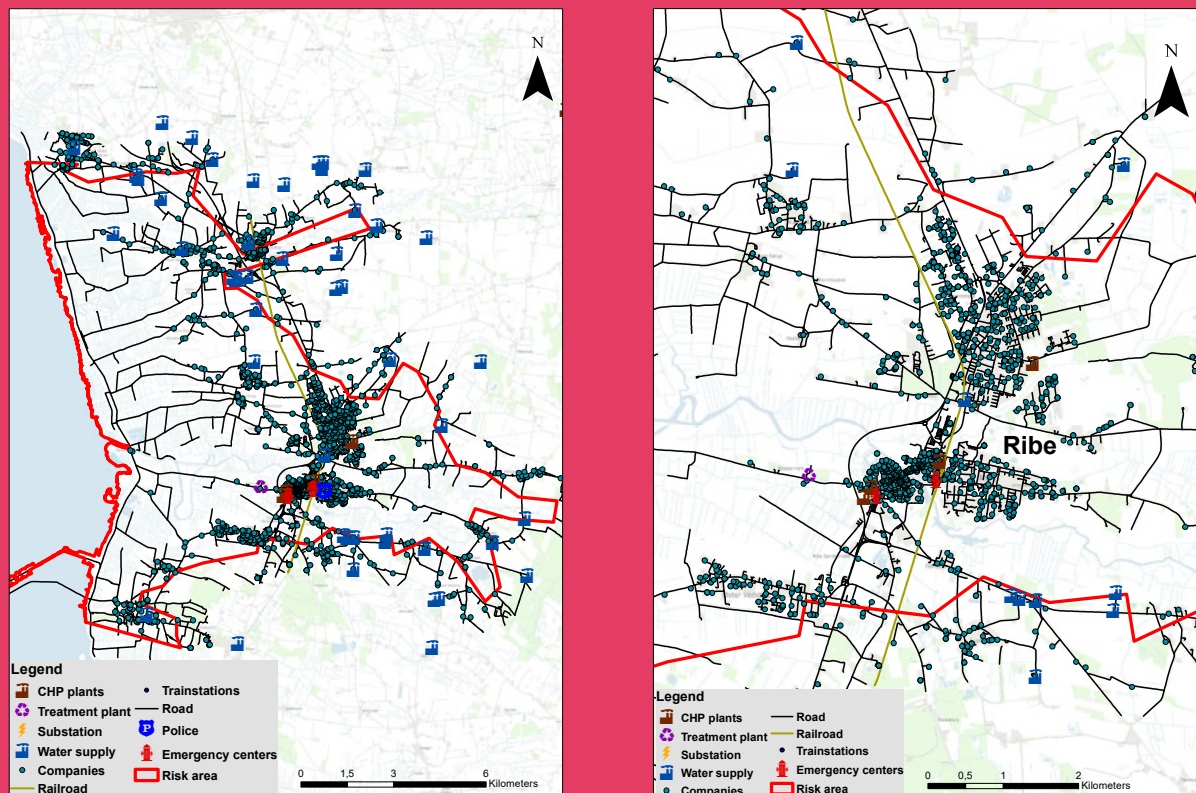 N
Legend
CHP plants
Trainstations
Treatment plant
Road
Substation
P
Police
Water supply
Emergency centers
Companies
Risk area
Railroad
0 1,5 3 6
Kilometers
N
Ribe
Legend
CHP plants
Road
Treatment plant
Railroad
Substation
Trainstations
Water supply
Emergency centers
Companies
Risk area
0 0,5 1 2
Kilometers